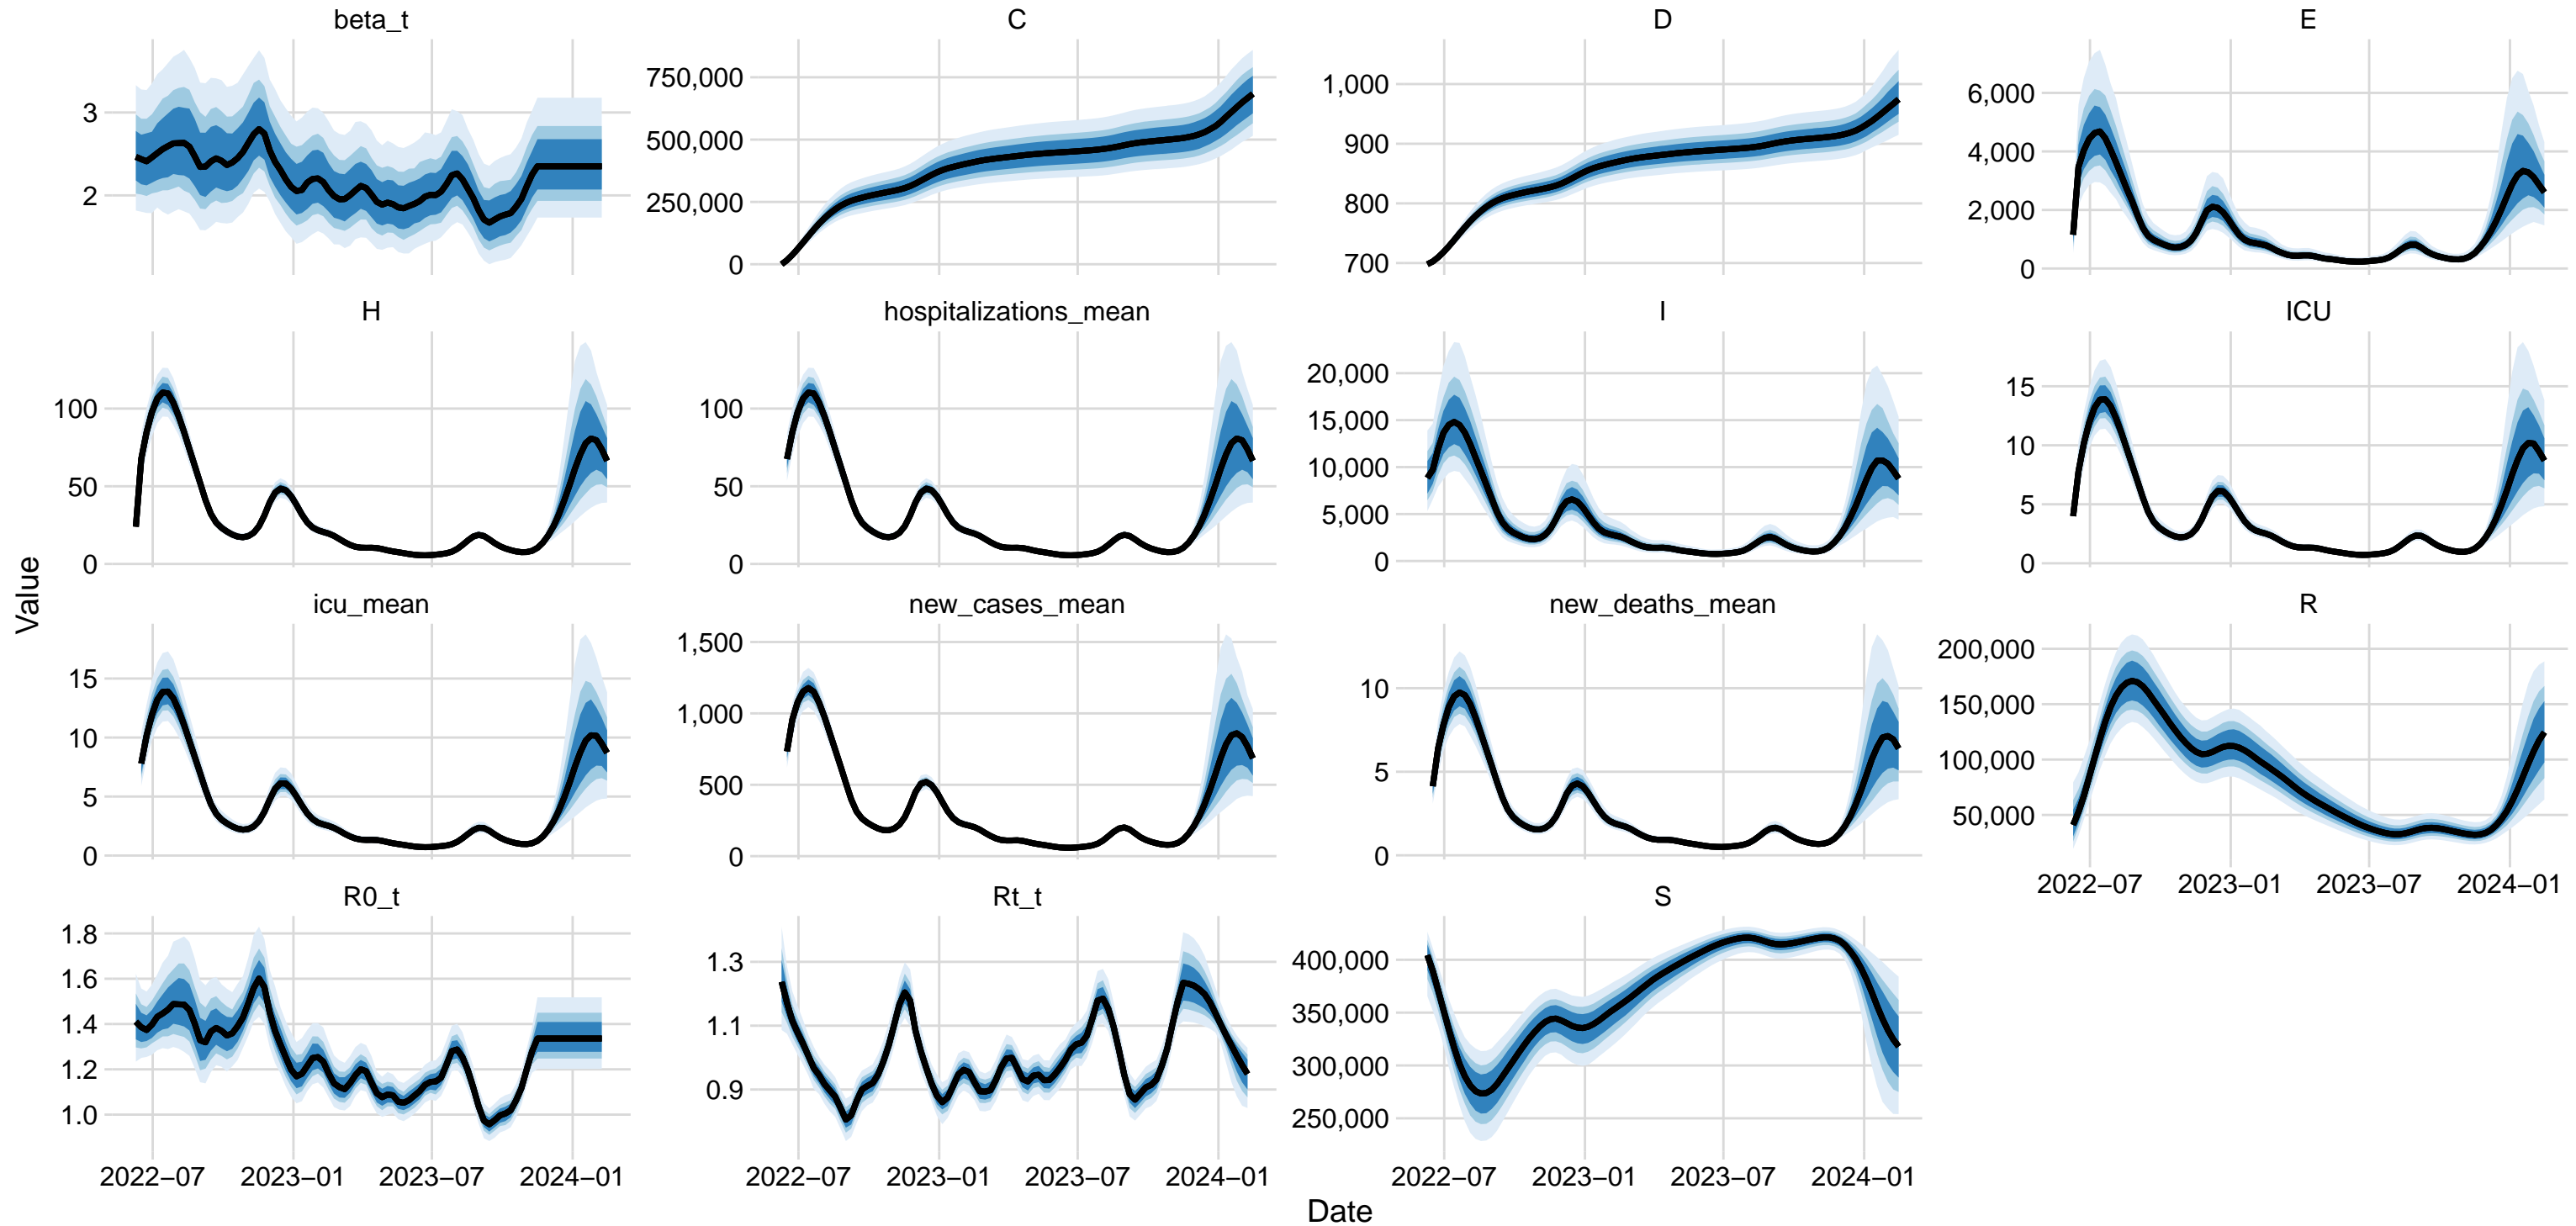 beta_t
C
D
E
3
2
750,000
500,000
250,000
0
1,000
900
800
700
6,000
4,000
2,000
0
H
hospitalizations_mean
I
ICU
100
50
0
100
50
0
20,000
15,000
10,000
5,000
0
15
10
5
0
icu_mean
new_cases_mean
new_deaths_mean
R
15
10
5
0
1,500
1,000
500
0
10
5
0
200,000
150,000
100,000
50,000
2022−07 2023−01 2023−07 2024−01
R0_t
Rt_t
S
1.8
1.6
1.4
1.2
1.0
1.3
1.1
0.9
400,000
350,000
300,000
250,000
2022−07 2023−01 2023−07 2024−01
2022−07 2023−01 2023−07 2024−01
2022−07 2023−01 2023−07 2024−01
Value
Date